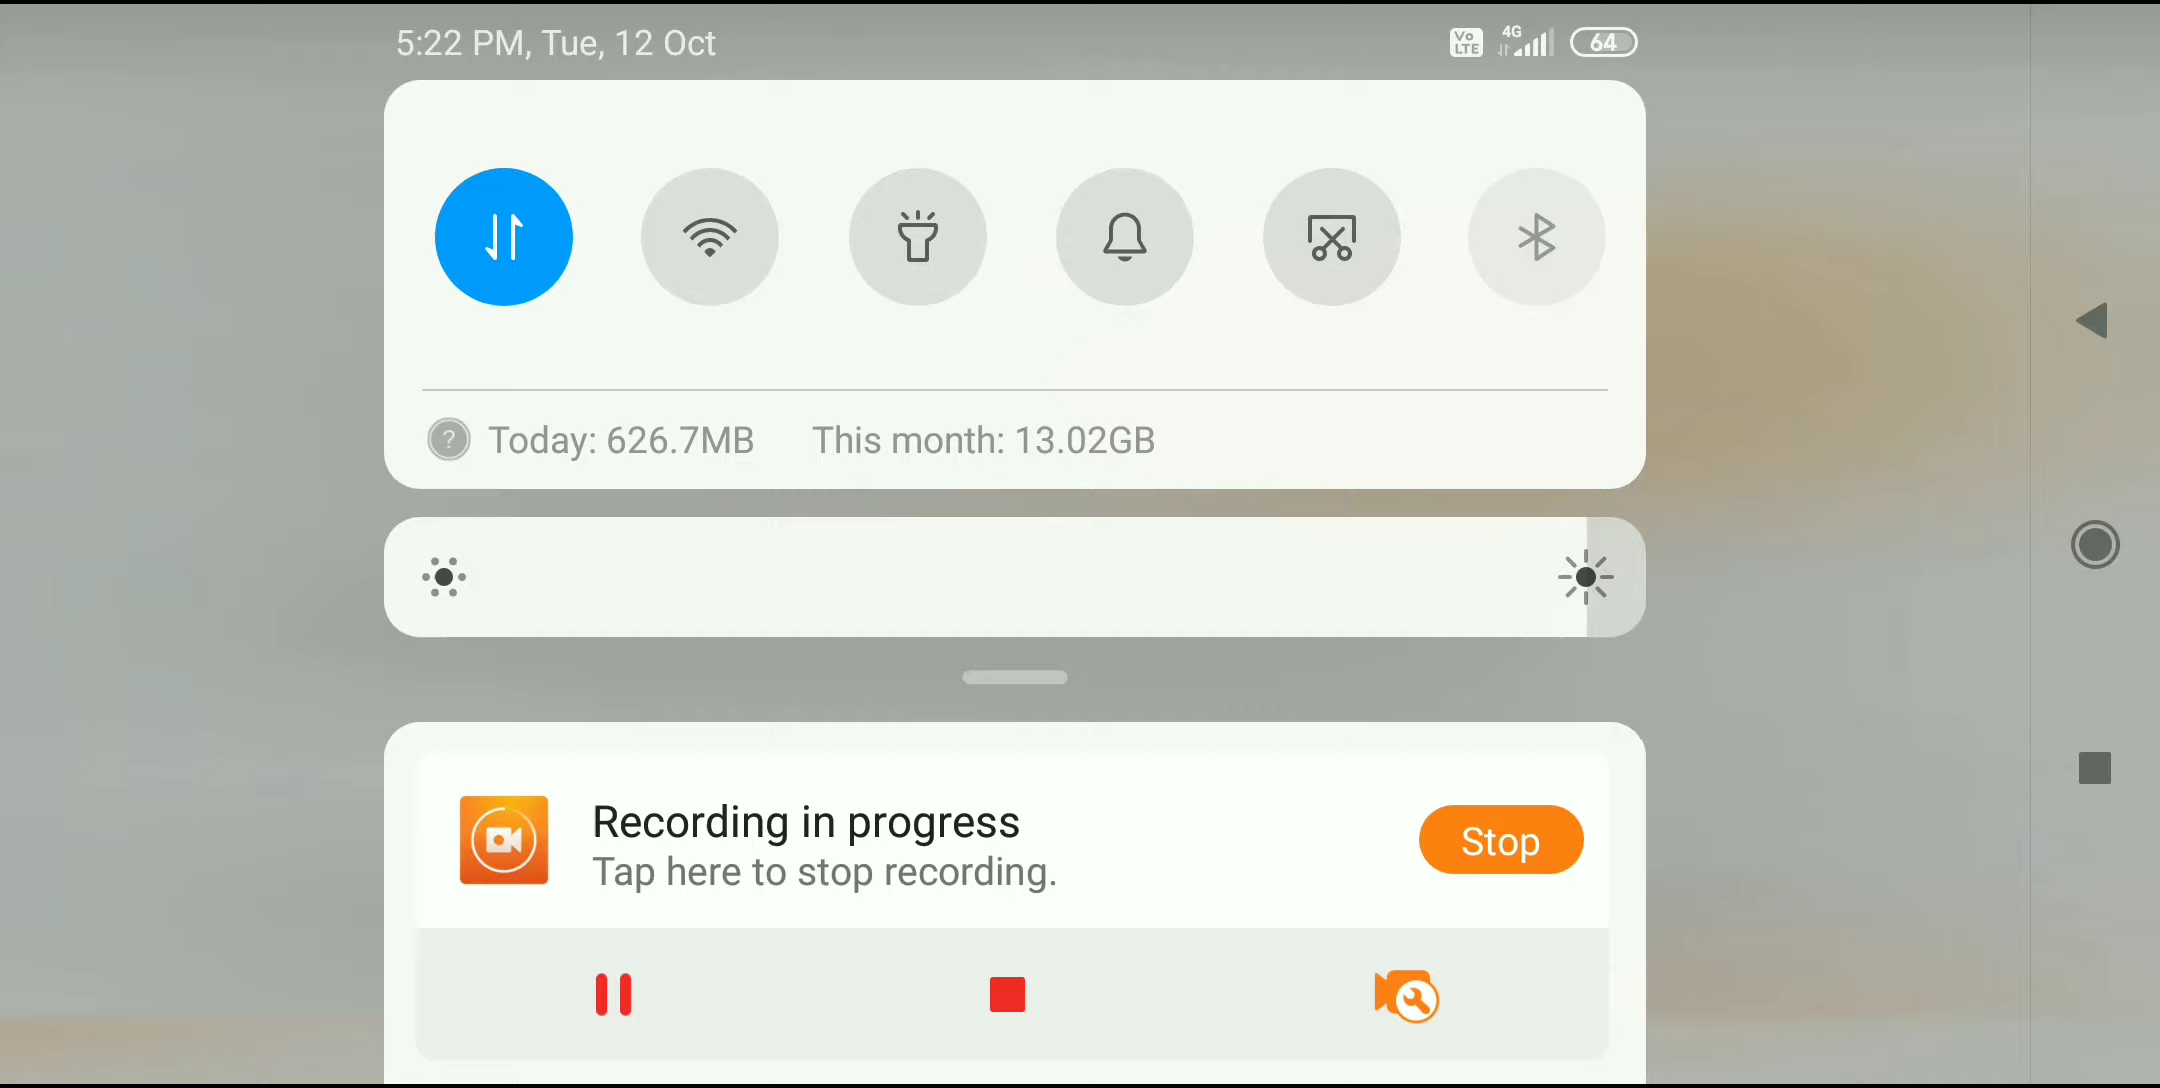 5:22 PM, Tue, 12 Oct
Vo LTE 4G 64
Today: 626.7MB This month: 13.02GB
Recording in progress
Stop
Tap here to stop recording.